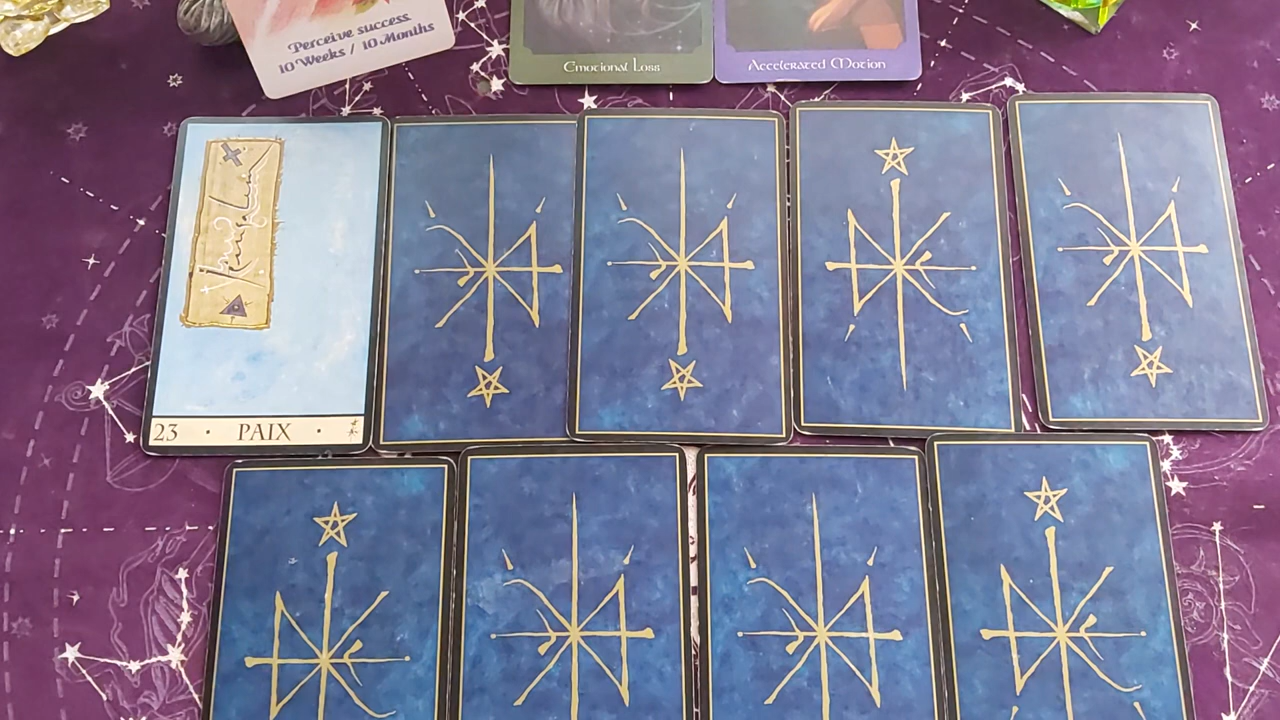 Perceive success
10 Weeks / 10 Months
Emotional Loss
Accelerated Motion
23 · PAIX ·